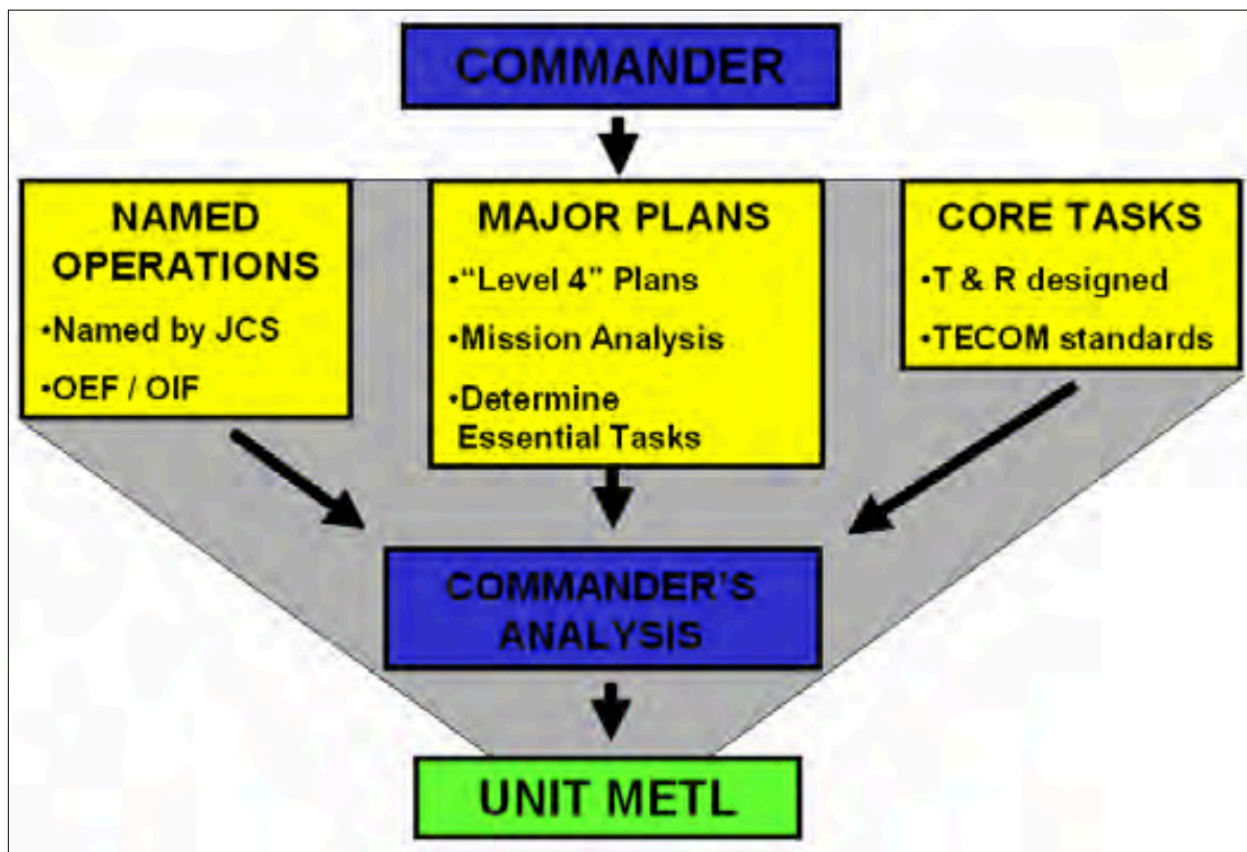 COMMANDER
NAMED
OPERATIONS
•Named by JCS
•OEF / OIF
MAJOR PLANS
•“Level 4” Plans
•Mission Analysis
•Determine
Essential Tasks
CORE TASKS
•T & R designed
•TECOM standards
COMMANDER’S
ANALYSIS
UNIT METL